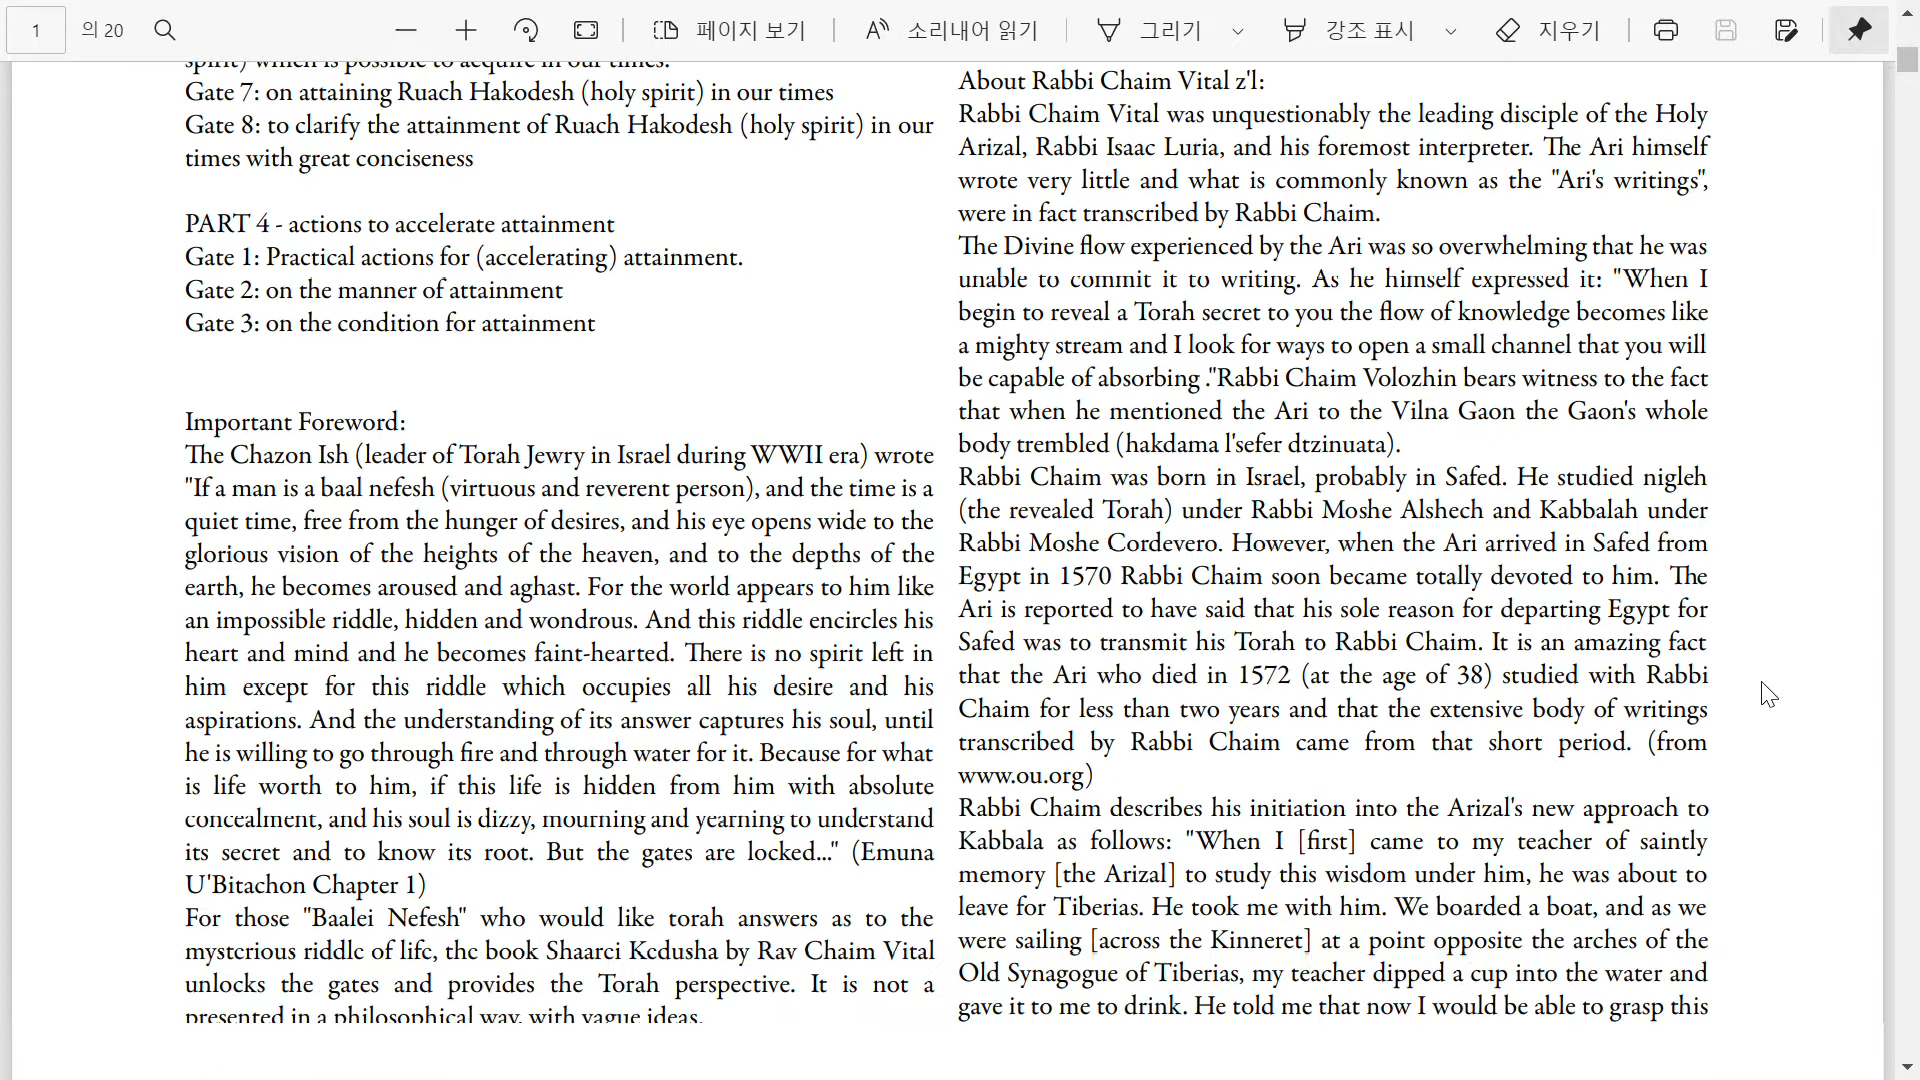 1 의 20 페이지 보기 소리내어 읽기 그리기 강조 표시 지우기
spirit) which is possible to acquire in our times.
Gate 7: on attaining Ruach Hakodesh (holy spirit) in our times
Gate 8: to clarify the attainment of Ruach Hakodesh (holy spirit) in our
times with great conciseness
PART 4 - actions to accelerate attainment
Gate 1: Practical actions for (accelerating) attainment.
Gate 2: on the manner of attainment
Gate 3: on the condition for attainment
Important Foreword:
The Chazon Ish (leader of Torah Jewry in Israel during WWII era) wrote
"If a man is a baal nefesh (virtuous and reverent person), and the time is a
quiet time, free from the hunger of desires, and his eye opens wide to the
glorious vision of the heights of the heaven, and to the depths of the
earth, he becomes aroused and aghast. For the world appears to him like
an impossible riddle, hidden and wondrous. And this riddle encircles his
heart and mind and he becomes faint-hearted. There is no spirit left in
him except for this riddle which occupies all his desire and his
aspirations. And the understanding of its answer captures his soul, until
he is willing to go through fire and through water for it. Because for what
is life worth to him, if this life is hidden from him with absolute
concealment, and his soul is dizzy, mourning and yearning to understand
its secret and to know its root. But the gates are locked..." (Emuna
U'Bitachon Chapter 1)
For those "Baalei Nefesh" who would like torah answers as to the
mysterious riddle of life, the book Shaarei Kedusha by Rav Chaim Vital
unlocks the gates and provides the Torah perspective. It is not a
presented in a philosophical way, with vague ideas.
About Rabbi Chaim Vital z'l:
Rabbi Chaim Vital was unquestionably the leading disciple of the Holy
Arizal, Rabbi Isaac Luria, and his foremost interpreter. The Ari himself
wrote very little and what is commonly known as the "Ari's writings",
were in fact transcribed by Rabbi Chaim.
The Divine flow experienced by the Ari was so overwhelming that he was
unable to commit it to writing. As he himself expressed it: "When I
begin to reveal a Torah secret to you the flow of knowledge becomes like
a mighty stream and I look for ways to open a small channel that you will
be capable of absorbing ."Rabbi Chaim Volozhin bears witness to the fact
that when he mentioned the Ari to the Vilna Gaon the Gaon's whole
body trembled (hakdama l'sefer dtzinuata).
Rabbi Chaim was born in Israel, probably in Safed. He studied nigleh
(the revealed Torah) under Rabbi Moshe Alshech and Kabbalah under
Rabbi Moshe Cordevero. However, when the Ari arrived in Safed from
Egypt in 1570 Rabbi Chaim soon became totally devoted to him. The
Ari is reported to have said that his sole reason for departing Egypt for
Safed was to transmit his Torah to Rabbi Chaim. It is an amazing fact
that the Ari who died in 1572 (at the age of 38) studied with Rabbi
Chaim for less than two years and that the extensive body of writings
transcribed by Rabbi Chaim came from that short period. (from
www.ou.org)
Rabbi Chaim describes his initiation into the Arizal's new approach to
Kabbala as follows: "When I [first] came to my teacher of saintly
memory [the Arizal] to study this wisdom under him, he was about to
leave for Tiberias. He took me with him. We boarded a boat, and as we
were sailing [across the Kinneret] at a point opposite the arches of the
Old Synagogue of Tiberias, my teacher dipped a cup into the water and
gave it to me to drink. He told me that now I would be able to grasp this